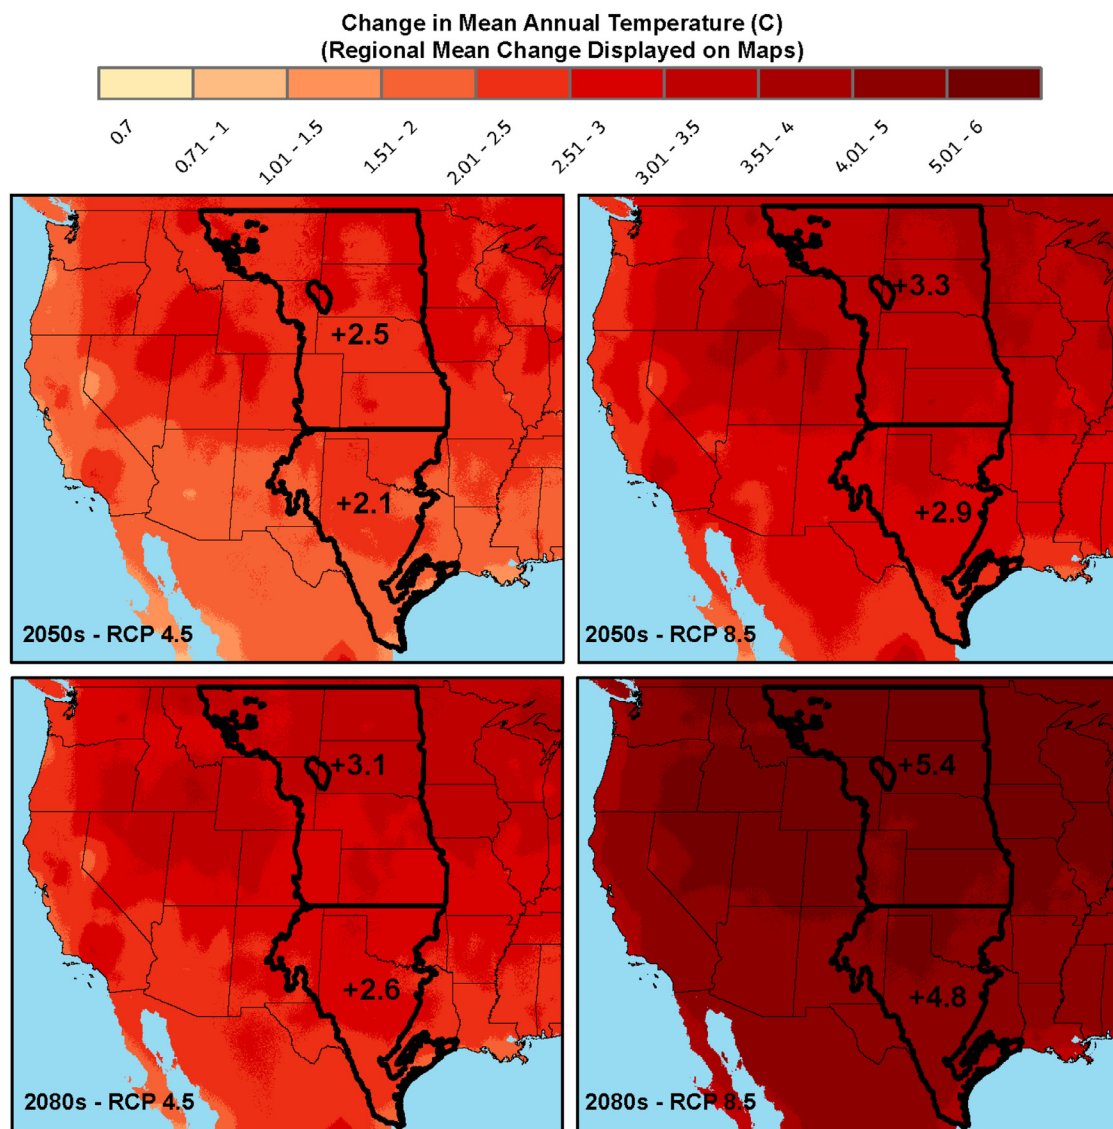 Change in Mean Annual Temperature (C)
(Regional Mean Change Displayed on Maps)
0.7
0.71 - 1
1.01 - 1.5
1.51 - 2
2.01 - 2.5
2.51 - 3
3.01 - 3.5
3.51 - 4
4.01 - 5
5.01 - 6
+2.5
+2.1
2050s - RCP 4.5
+3.3
+2.9
2050s - RCP 8.5
+3.1
+2.6
2080s - RCP 4.5
+5.4
+4.8
2080s - RCP 8.5